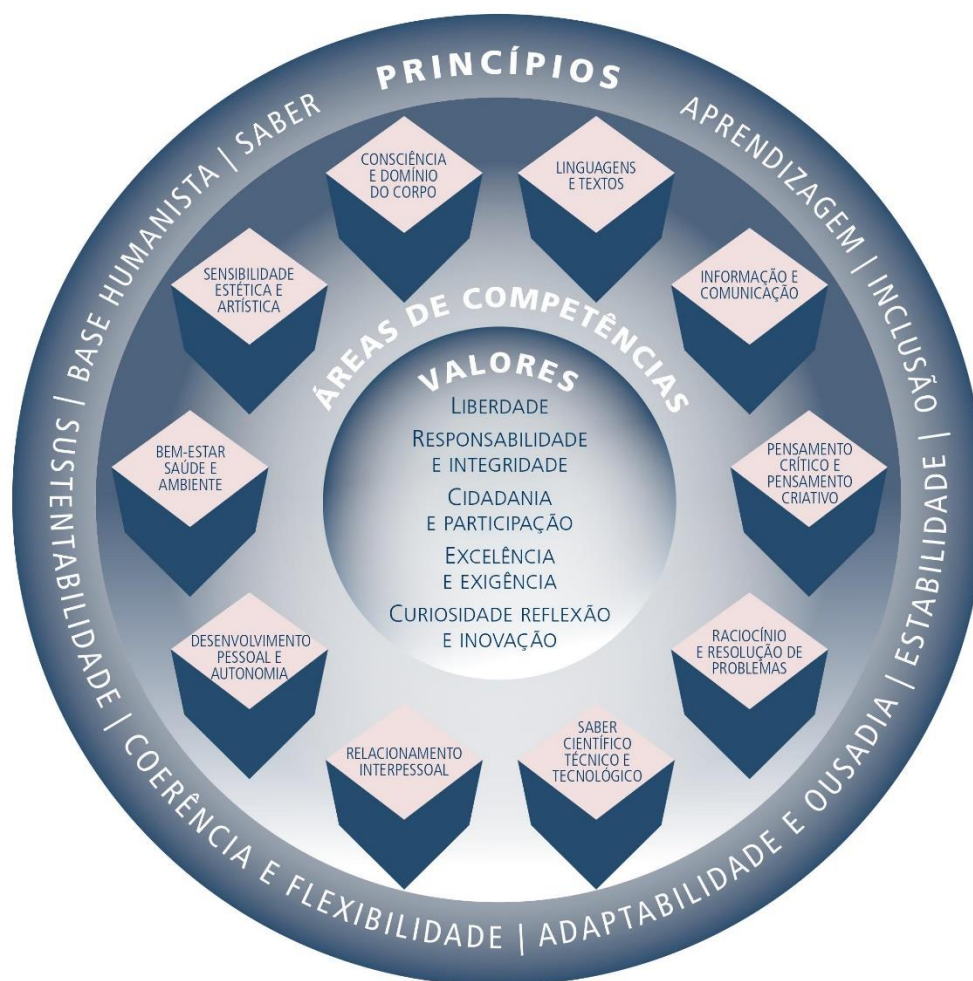 PRINCÍPIOS
APRENDIZAGEM | INCLUSÃO | ESTABILIDADE | ADAPTABILIDADE E OUSADIA | COERÊNCIA E FLEXIBILIDADE | SUSTENTABILIDADE | BASE HUMANISTA | SABER
ÁREAS DE COMPETÊNCIAS
LINGUAGENS
E TEXTOS
INFORMAÇÃO E
COMUNICAÇÃO
PENSAMENTO
CRÍTICO E
PENSAMENTO
CRIATIVO
RACIOCÍNIO
E RESOLUÇÃO DE
PROBLEMAS
SABER
CIENTÍFICO
TÉCNICO E
TECNOLÓGICO
RELACIONAMENTO
INTERPESSOAL
DESENVOLVIMENTO
PESSOAL E
AUTONOMIA
BEM-ESTAR
SAÚDE E
AMBIENTE
SENSIBILIDADE
ESTÉTICA E
ARTÍSTICA
CONSCIÊNCIA
E DOMÍNIO
DO CORPO
VALORES
LIBERDADE
RESPONSABILIDADE
E INTEGRIDADE
CIDADANIA
E PARTICIPAÇÃO
EXCELÊNCIA
E EXIGÊNCIA
CURIOSIDADE REFLEXÃO
E INOVAÇÃO